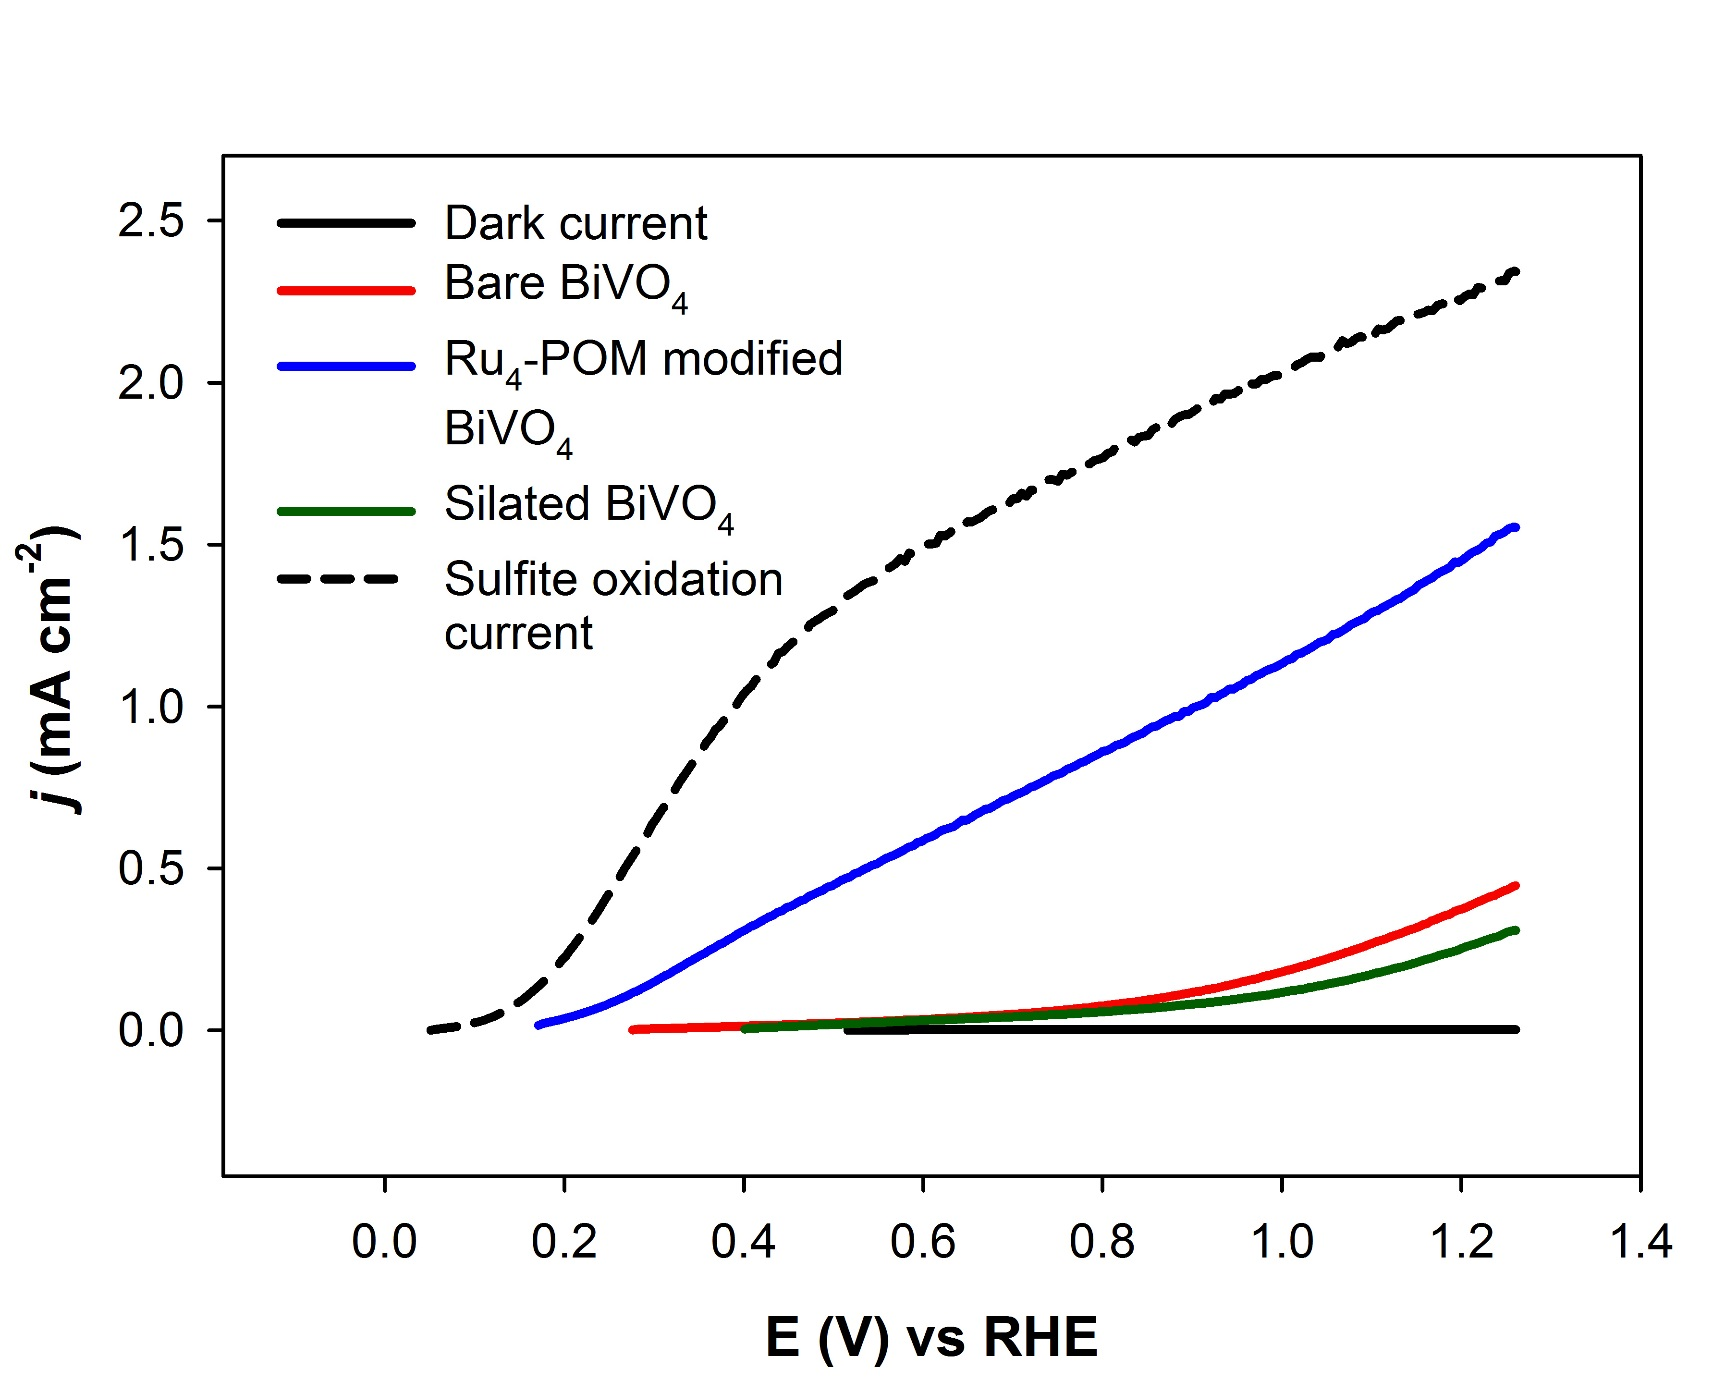 2.5
2.0
1.5
1.0
0.5
0.0
j (mA cm-2)
Dark current
Bare BiVO4
Ru4-POM modified
BiVO4
Silated BiVO4
Sulfite oxidation
current
0.0 0.2 0.4 0.6 0.8 1.0 1.2 1.4
E (V) vs RHE